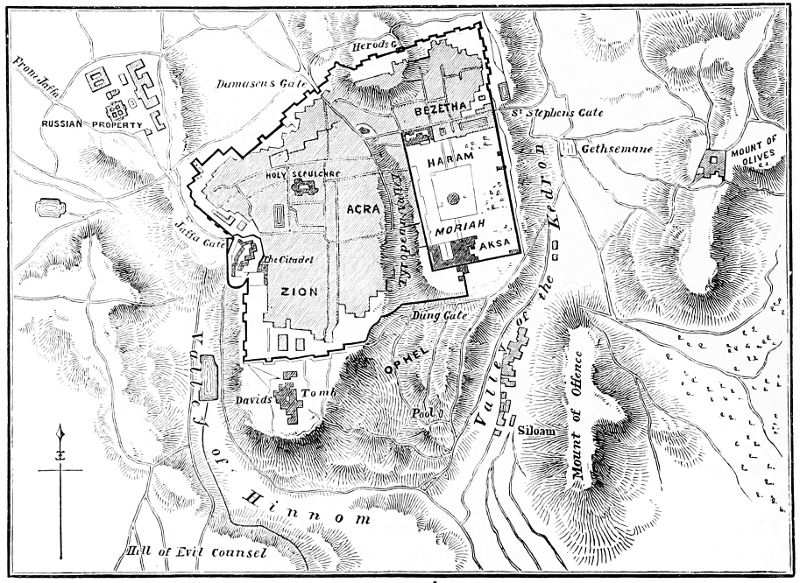 Herods G.
From Jaffa
Damascus Gate
BEZETHA
St Stephens Gate
RUSSIAN PROPERTY
Gethsemane
MOUNT OF
OLIVES
HARAM
HOLY SEPULCHRE
ACRA
Tyropean Valley
MORIAH
Jaffa Gate
AKSA
The Citadel
ZION
Dung Gate
OPHEL
Valley of the Kedron
Davids Tomb
Pool
Siloam
Mount of Offence
Valley of Hinnom
Hill of Evil Counsel